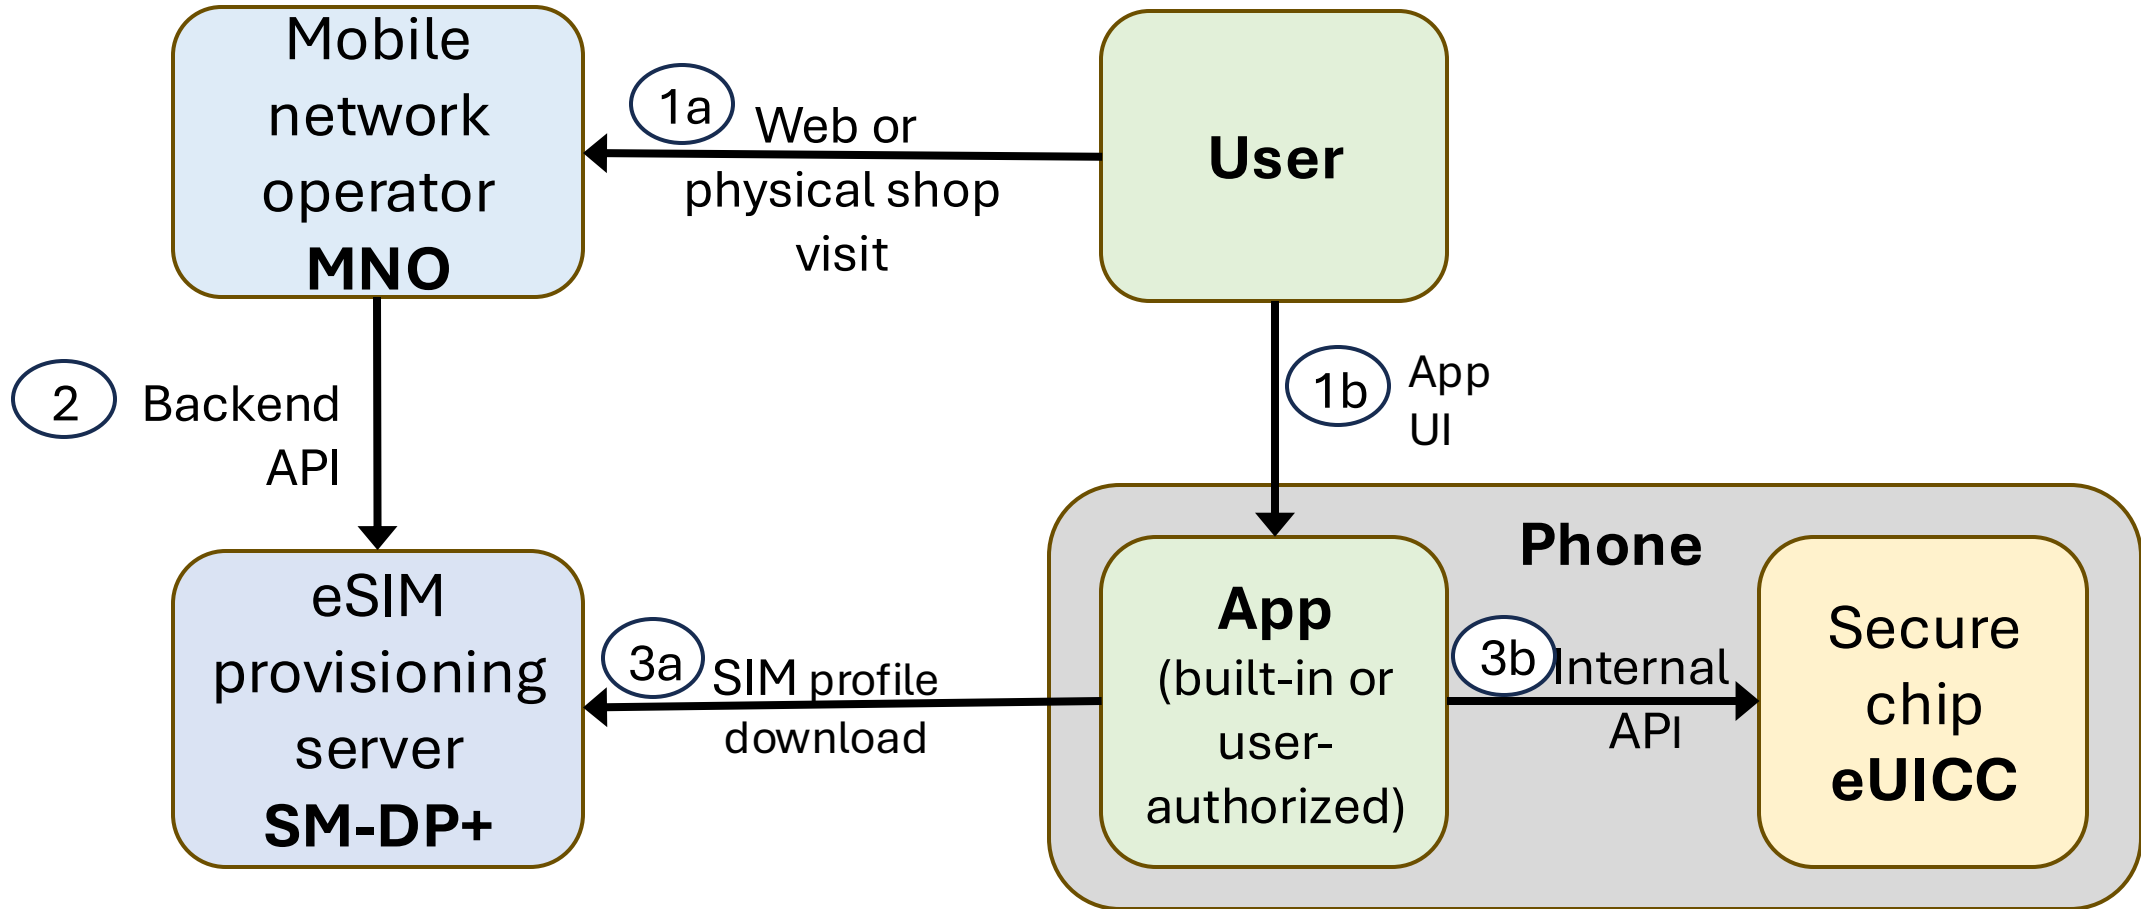 Mobile
network
operator
MNO
1a
Web or
physical shop
visit
User
2
Backend
API
1b
App
UI
Phone
eSIM
provisioning
server
SM-DP+
3a
SIM profile
download
App
(built-in or
user-
authorized)
3b
Internal
API
Secure
chip
eUICC